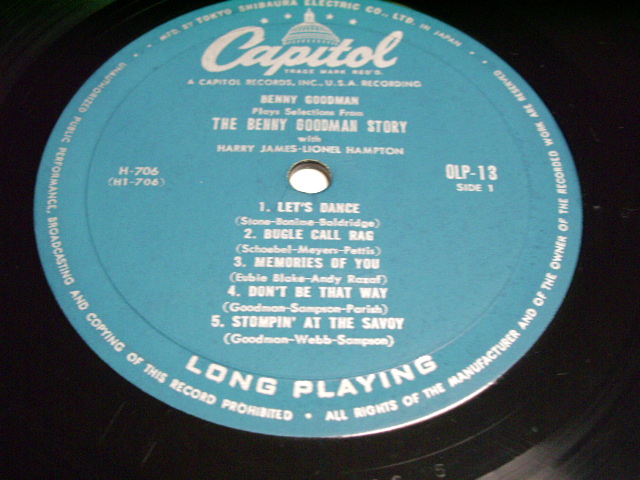 MFD. BY TOKYO SHIBAURA ELECTRIC CO., LTD. IN JAPAN
Capitol
TRADE MARK REG'D.
A CAPITOL RECORDS, INC., U.S.A. RECORDING
BENNY GOODMAN
Plays Selections From
THE BENNY GOODMAN STORY
with
HARRY JAMES-LIONEL HAMPTON
H-706
(H1-706)
OLP-13
SIDE 1
1. LET'S DANCE
(Stone-Bonime-Baldridge)
2. BUGLE CALL RAG
(Schoebel-Meyers-Pettis)
3. MEMORIES OF YOU
(Eubie Blake-Andy Razaf)
4. DON'T BE THAT WAY
(Goodman-Sampson-Parish)
5. STOMPIN' AT THE SAVOY
(Goodman-Webb-Sampson)
LONG PLAYING
UNAUTHORIZED PUBLIC PERFORMANCE, BROADCASTING AND COPYING OF THIS RECORD PROHIBITED • ALL RIGHTS OF THE MANUFACTURER AND OF THE OWNER OF THE RECORDED WORK ARE RESERVED